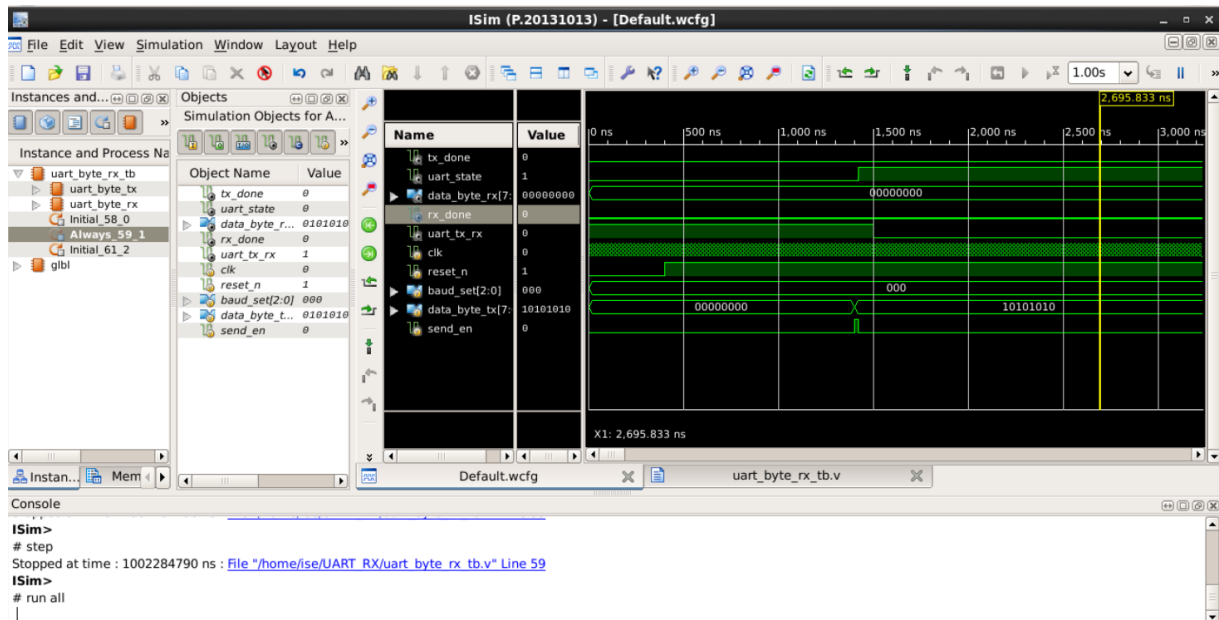 ISim (P.20131013) - [Default.wcfg]
File Edit View Simulation Window Layout Help
1.00s
»
Instances and...
»
Instance and Process Na
uart_byte_rx_tb
uart_byte_tx
uart_byte_rx
Initial_58_0
Always_59_1
Initial_61_2
glbl
Instan... Mem
Objects
Simulation Objects for A...
»
Object Name Value
tx_done 0
uart_state 0
data_byte_r... 0101010
rx_done 0
uart_tx_rx 1
clk 0
reset_n 1
baud_set[2:0] 000
data_byte_t... 0101010
send_en 0
Name Value
tx_done 0
uart_state 1
data_byte_rx[7: 00000000
rx_done 0
uart_tx_rx 0
clk 0
reset_n 1
baud_set[2:0] 000
data_byte_tx[7: 10101010
send_en 0
2,695.833 ns
0 ns 500 ns 1,000 ns 1,500 ns 2,000 ns 2,500 ns 3,000 ns
00000000
000
00000000 10101010
X1: 2,695.833 ns
Default.wcfg uart_byte_rx_tb.v
Console
ISim>
# step
Stopped at time : 1002284790 ns : File "/home/ise/UART_RX/uart_byte_rx_tb.v" Line 59
ISim>
# run all